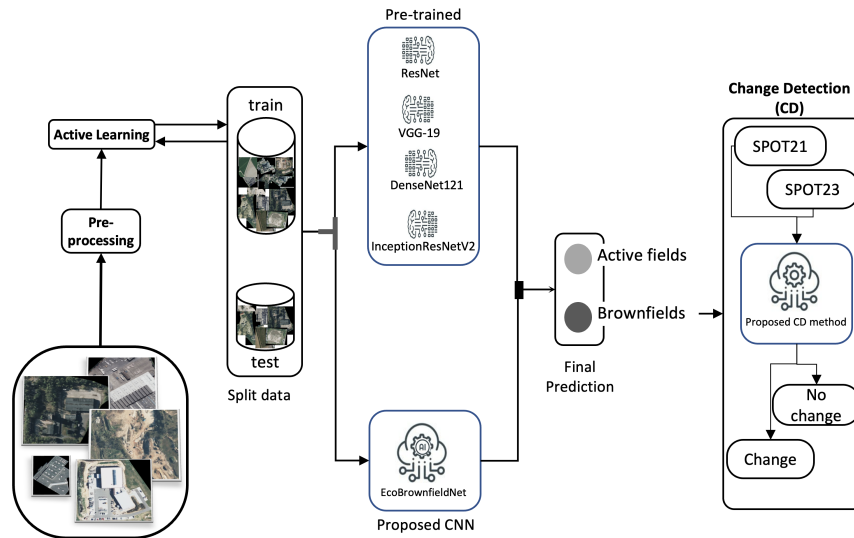 Pre-trained
ResNet
VGG-19
DenseNet121
InceptionResNetV2
train
test
Split data
Active Learning
Pre-
processing
AI
EcoBrownfieldNet
Proposed CNN
Active fields
Brownfields
Final
Prediction
Change Detection
(CD)
SPOT21
SPOT23
Proposed CD method
No
change
Change